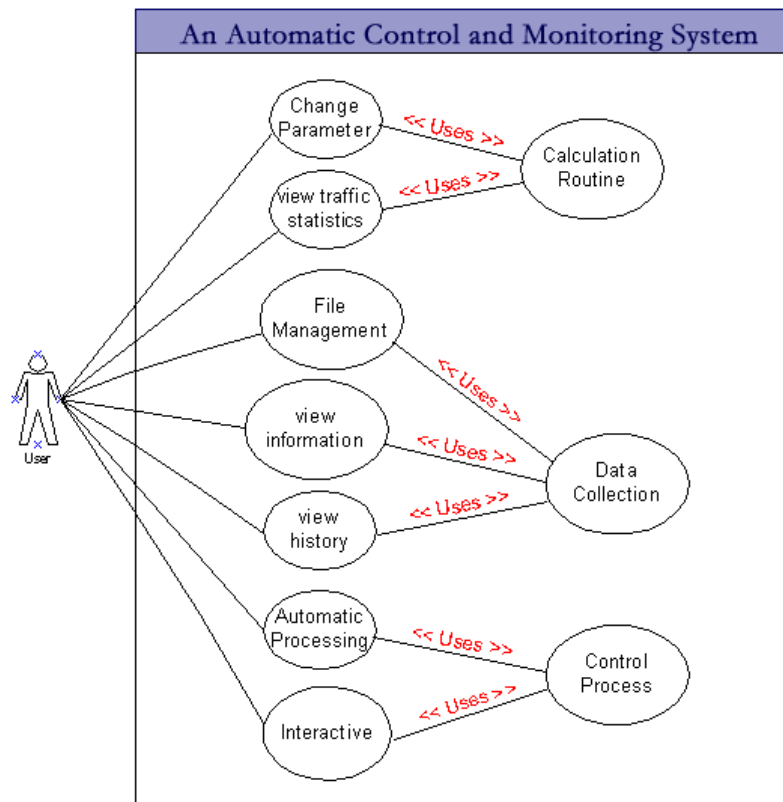 An Automatic Control and Monitoring System
Change
Parameter
<< Uses >>
Calculation
Routine
view traffic
statistics
<< Uses >>
File
Management
<< Uses >>
view
information
<< Uses >>
Data
Collection
User
view
history
<< Uses >>
Automatic
Processing
<< Uses >>
Control
Process
Interactive
<< Uses >>